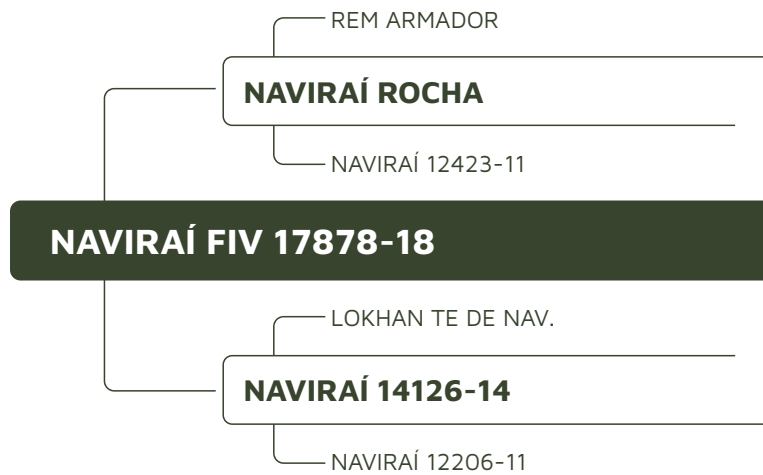 REM ARMADOR
NAVIRAÍ ROCHA
NAVIRAÍ 12423-11
NAVIRAÍ FIV 17878-18
LOKHAN TE DE NAV.
NAVIRAÍ 14126-14
NAVIRAÍ 12206-11